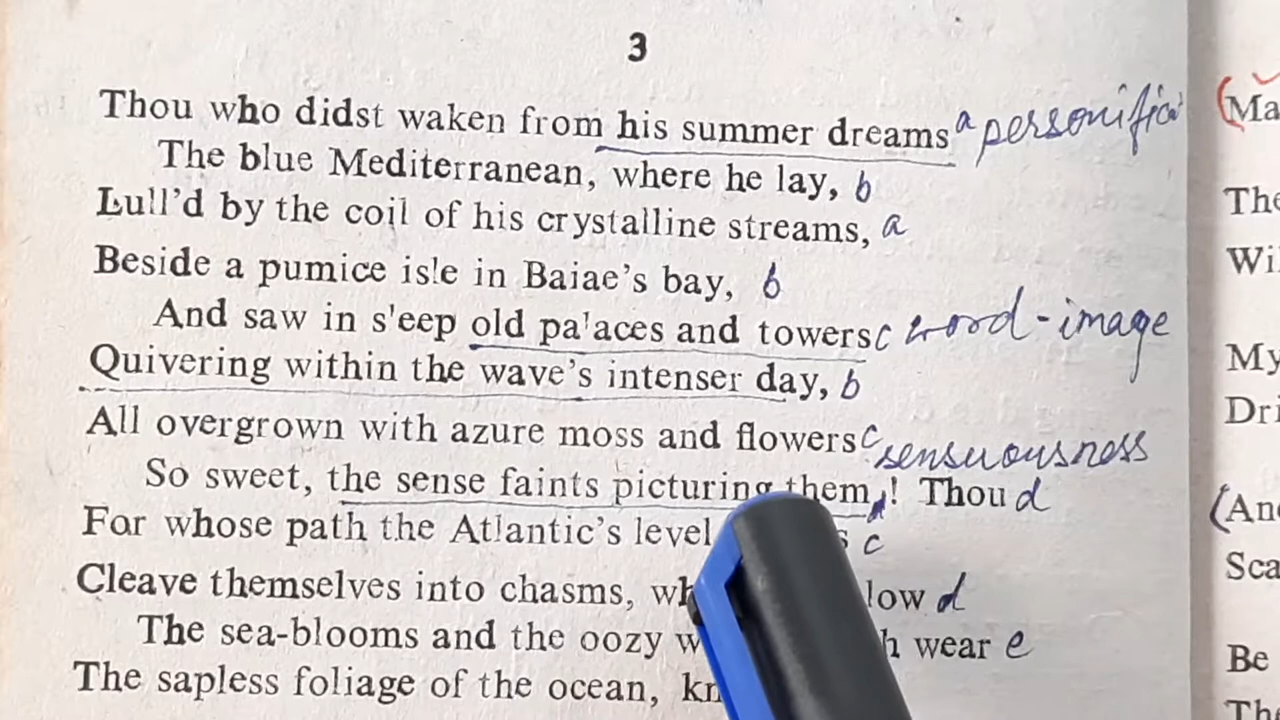 3
Thou who didst waken from his summer dreams a personifica
The blue Mediterranean, where he lay, b
Lull'd by the coil of his crystalline streams, a
Beside a pumice isle in Baiae's bay, b
And saw in s'eep old pa'aces and towers c word-image
Quivering within the wave's intenser day, b
All overgrown with azure moss and flowers c sensuousness
So sweet, the sense faints picturing them! Thou d
For whose path the Atlantic's level c
Cleave themselves into chasms, low d
The sea-blooms and the oozy wear e
The sapless foliage of the ocean,
(Ma
The
Wi
My
Dri
(An
Sca
Be
The